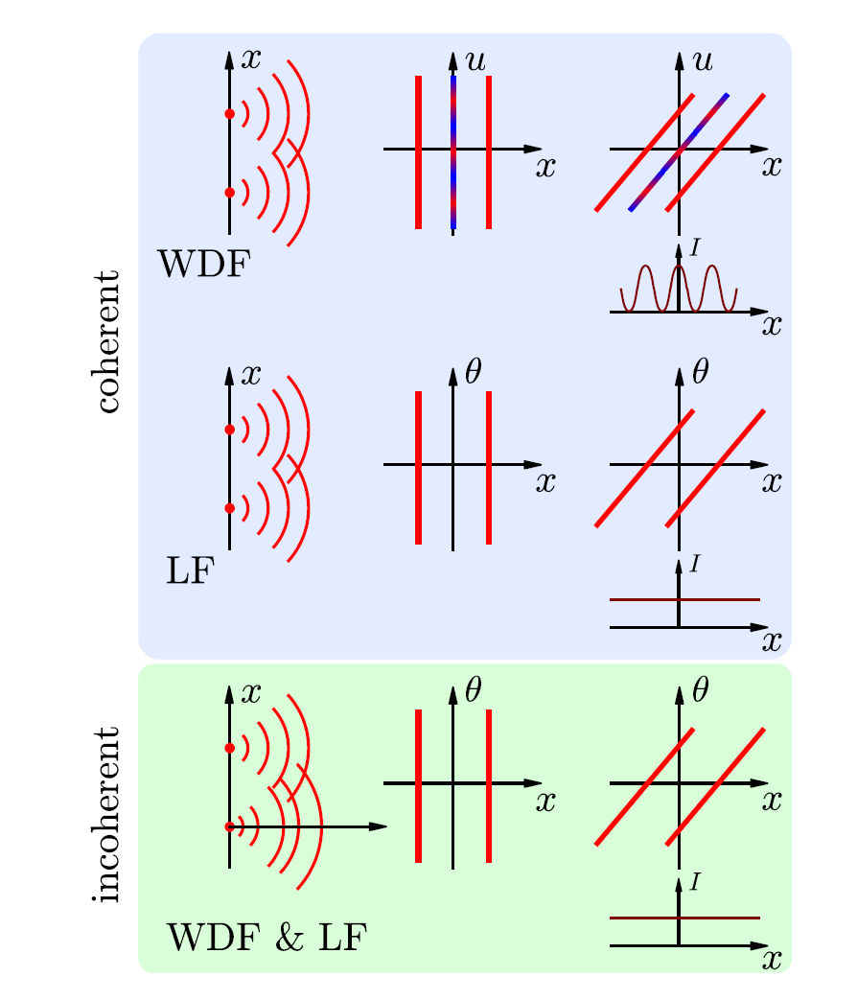 coherent
x
u
x
u
x
WDF
I
x
x
θ
x
θ
x
LF
I
x
incoherent
x
θ
x
θ
x
WDF & LF
I
x